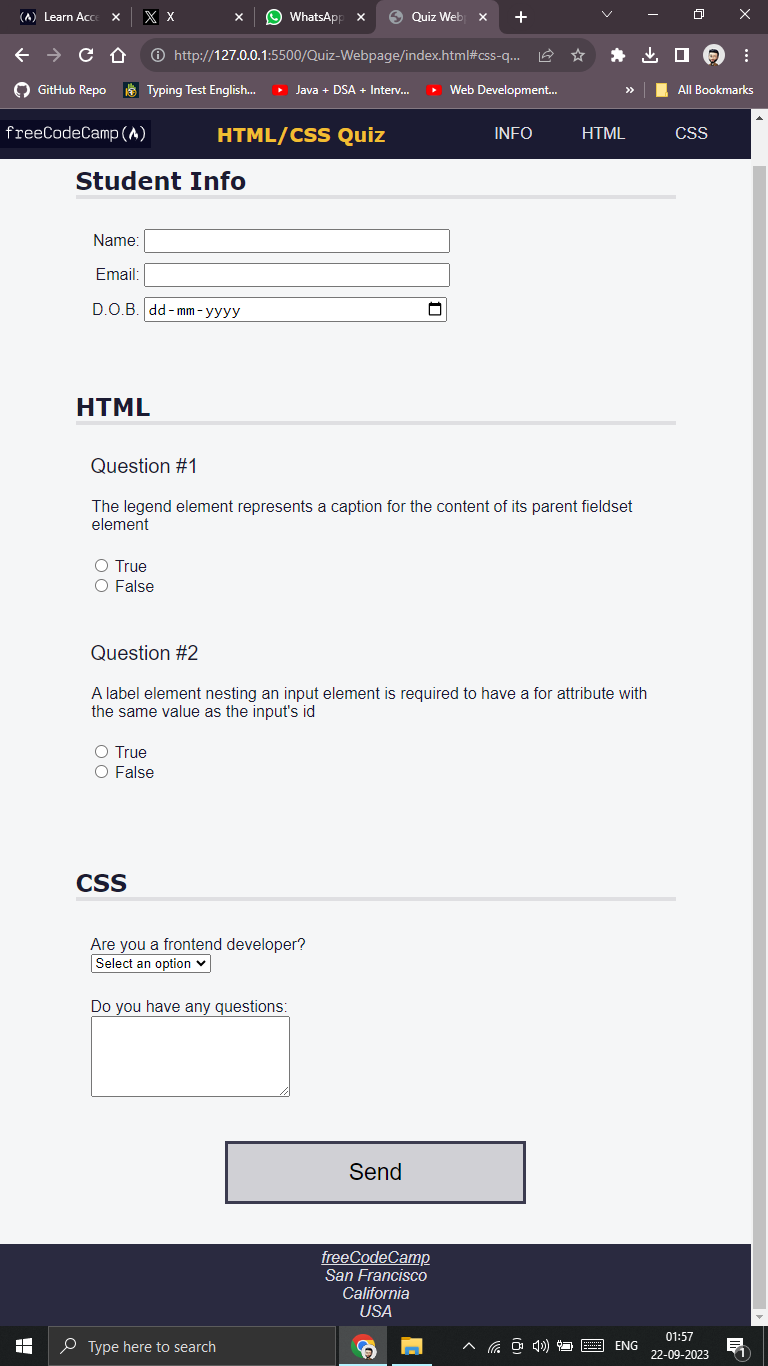 Learn Acce
X
WhatsApp
Quiz Web
http://127.0.0.1:5500/Quiz-Webpage/index.html#css-q...
GitHub Repo
Typing Test English...
Java + DSA + Interv...
Web Development...
»
All Bookmarks
freeCodeCamp
HTML/CSS Quiz
INFO
HTML
CSS
Student Info
Name:
Email:
D.O.B.
dd-mm-yyyy
HTML
Question #1
The legend element represents a caption for the content of its parent fieldset
element
True
False
Question #2
A label element nesting an input element is required to have a for attribute with
the same value as the input's id
True
False
CSS
Are you a frontend developer?
Select an option
Do you have any questions:
Send
freeCodeCamp
San Francisco
California
USA
Type here to search
ENG
01:57
22-09-2023
1